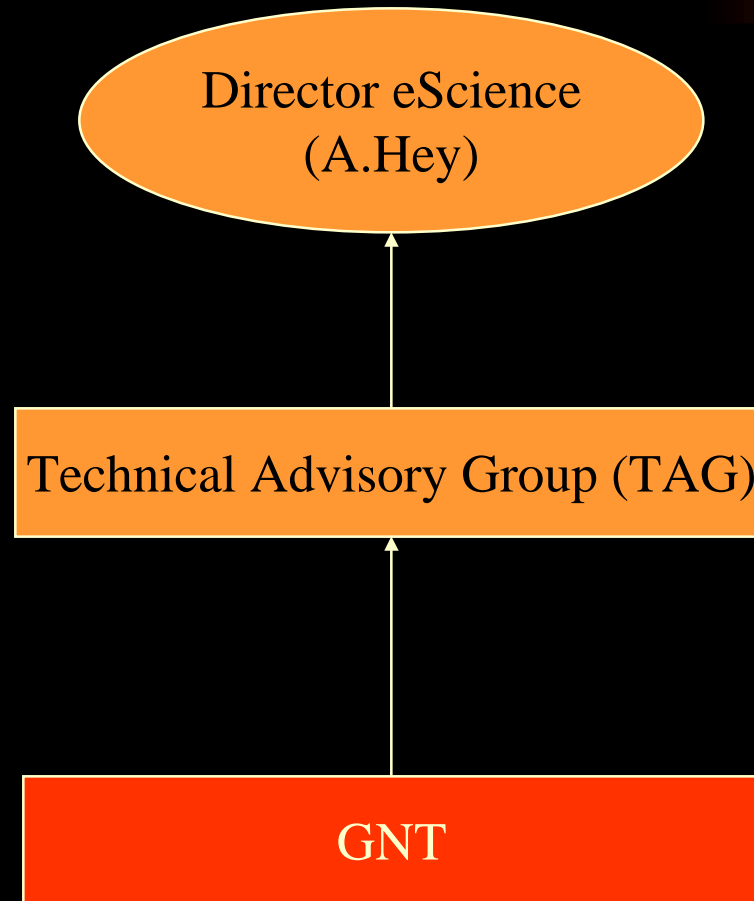 Director eScience
(A.Hey)
Technical Advisory Group (TAG)
GNT